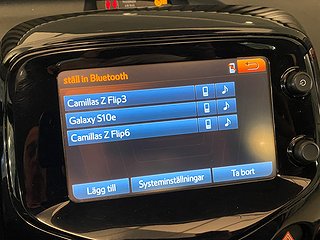 ställ in Bluetooth
Camillas Z Flip3
Galaxy S10e
Camillas Z Flip6
Lägg till
Systeminställningar
Ta bort